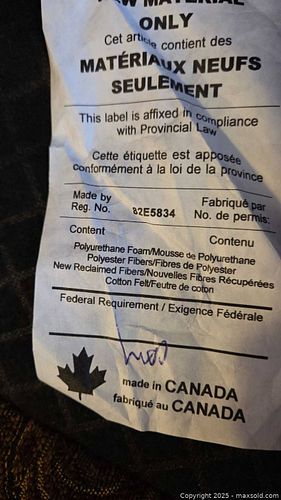 NEW MATERIAL
ONLY
Cet article contient des
MATÉRIAUX NEUFS
SEULEMENT
This label is affixed in compliance
with Provincial Law
Cette étiquette est apposée
conformément à la loi de la province
Made by Fabriqué par
Reg. No. 82E5834 No. de permis:
Content Contenu
Polyurethane Foam/Mousse de Polyurethane
Polyester Fibers/Fibres de Polyester
New Reclaimed Fibers/Nouvelles Fibres Récupérées
Cotton Felt/Feutre de coton
Federal Requirement / Exigence Fédérale
made in CANADA
fabriqué au CANADA
Copyright © 2025 - maxsold.com